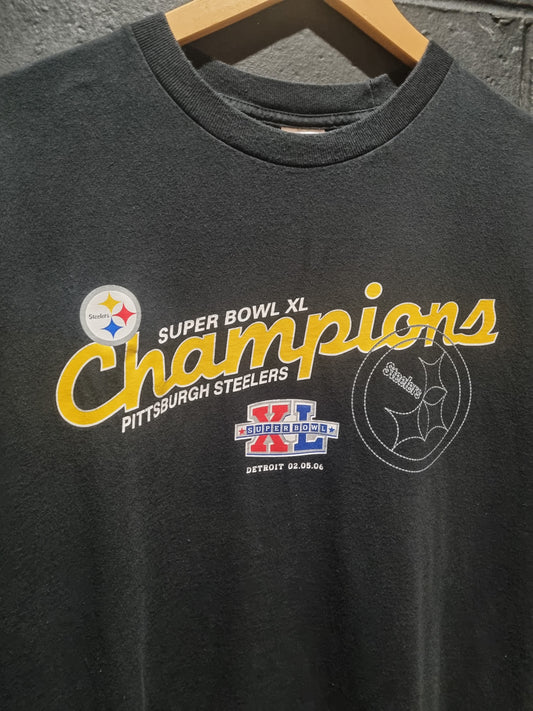 Steelers
SUPER BOWL XL
Champions
PITTSBURGH STEELERS
Steelers
XL
SUPER BOWL
DETROIT 02.05.06